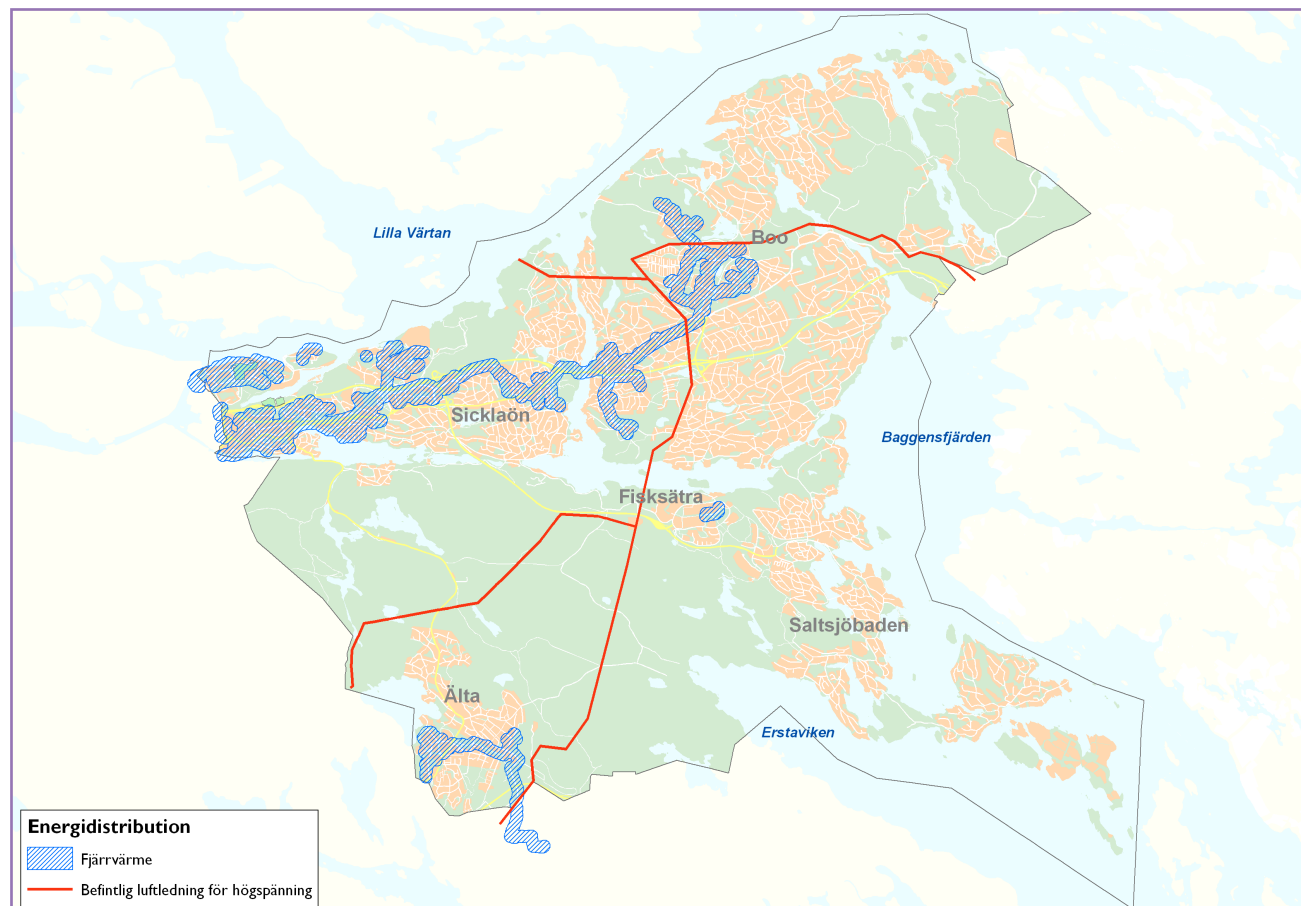 Boo
Lilla Värtan
Sicklaön
Baggensfjärden
Fisksätra
Saltsjöbaden
Älta
Erstaviken
Energidistribution
Fjärrvärme
Befintlig luftledning för högspänning